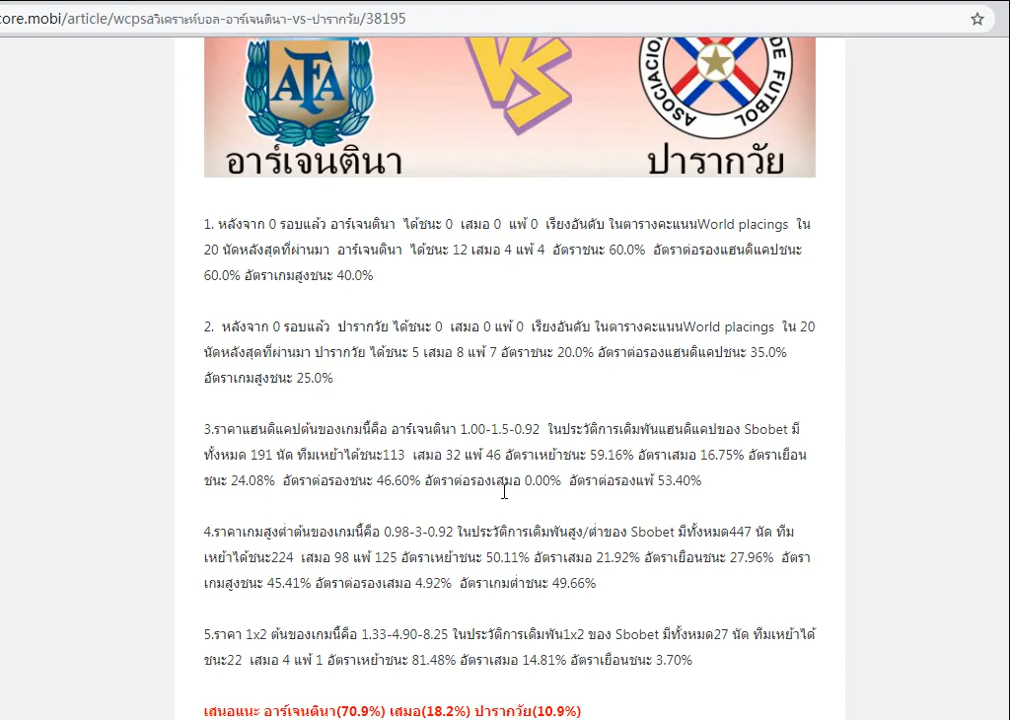 core.mobi/article/wcpsaวิเคราะห์บอล-อาร์เจนตินา-vs-ปารากวัย/38195
AFA
VS
ASOCIACIO
DE FUTBOL
อาร์เจนตินา
ปารากวัย
1. หลังจาก 0 รอบแล้ว อาร์เจนตินา ได้ชนะ 0 เสมอ 0 แพ้ 0 เรียงอันดับ ในตารางคะแนนWorld placings ใน
20 นัดหลังสุดที่ผ่านมา อาร์เจนตินา ได้ชนะ 12 เสมอ 4 แพ้ 4 อัตราชนะ 60.0% อัตราต่อรองแฮนดิแคปชนะ
60.0% อัตราเกมสูงชนะ 40.0%
2. หลังจาก 0 รอบแล้ว ปารากวัย ได้ชนะ 0 เสมอ 0 แพ้ 0 เรียงอันดับ ในตารางคะแนนWorld placings ใน 20
นัดหลังสุดที่ผ่านมา ปารากวัย ได้ชนะ 5 เสมอ 8 แพ้ 7 อัตราชนะ 20.0% อัตราต่อรองแฮนดิแคปชนะ 35.0%
อัตราเกมสูงชนะ 25.0%
3.ราคาแฮนดิแคปต้นของเกมนี้คือ อาร์เจนตินา 1.00-1.5-0.92 ในประวัติการเดิมพันแฮนดิแคปของ Sbobet มี
ทั้งหมด 191 นัด ทีมเหย้าได้ชนะ113 เสมอ 32 แพ้ 46 อัตราเหย้าชนะ 59.16% อัตราเสมอ 16.75% อัตราเยือน
ชนะ 24.08% อัตราต่อรองชนะ 46.60% อัตราต่อรองเสมอ 0.00% อัตราต่อรองแพ้ 53.40%
4.ราคาเกมสูงต่ำต้นของเกมนี้คือ 0.98-3-0.92 ในประวัติการเดิมพันสูง/ต่ำของ Sbobet มีทั้งหมด447 นัด ทีม
เหย้าได้ชนะ224 เสมอ 98 แพ้ 125 อัตราเหย้าชนะ 50.11% อัตราเสมอ 21.92% อัตราเยือนชนะ 27.96% อัตรา
เกมสูงชนะ 45.41% อัตราต่อรองเสมอ 4.92% อัตราเกมต่ำชนะ 49.66%
5.ราคา 1x2 ต้นของเกมนี้คือ 1.33-4.90-8.25 ในประวัติการเดิมพัน1x2 ของ Sbobet มีทั้งหมด27 นัด ทีมเหย้าได้
ชนะ22 เสมอ 4 แพ้ 1 อัตราเหย้าชนะ 81.48% อัตราเสมอ 14.81% อัตราเยือนชนะ 3.70%
เสนอแนะ อาร์เจนตินา(70.9%) เสมอ(18.2%) ปารากวัย(10.9%)